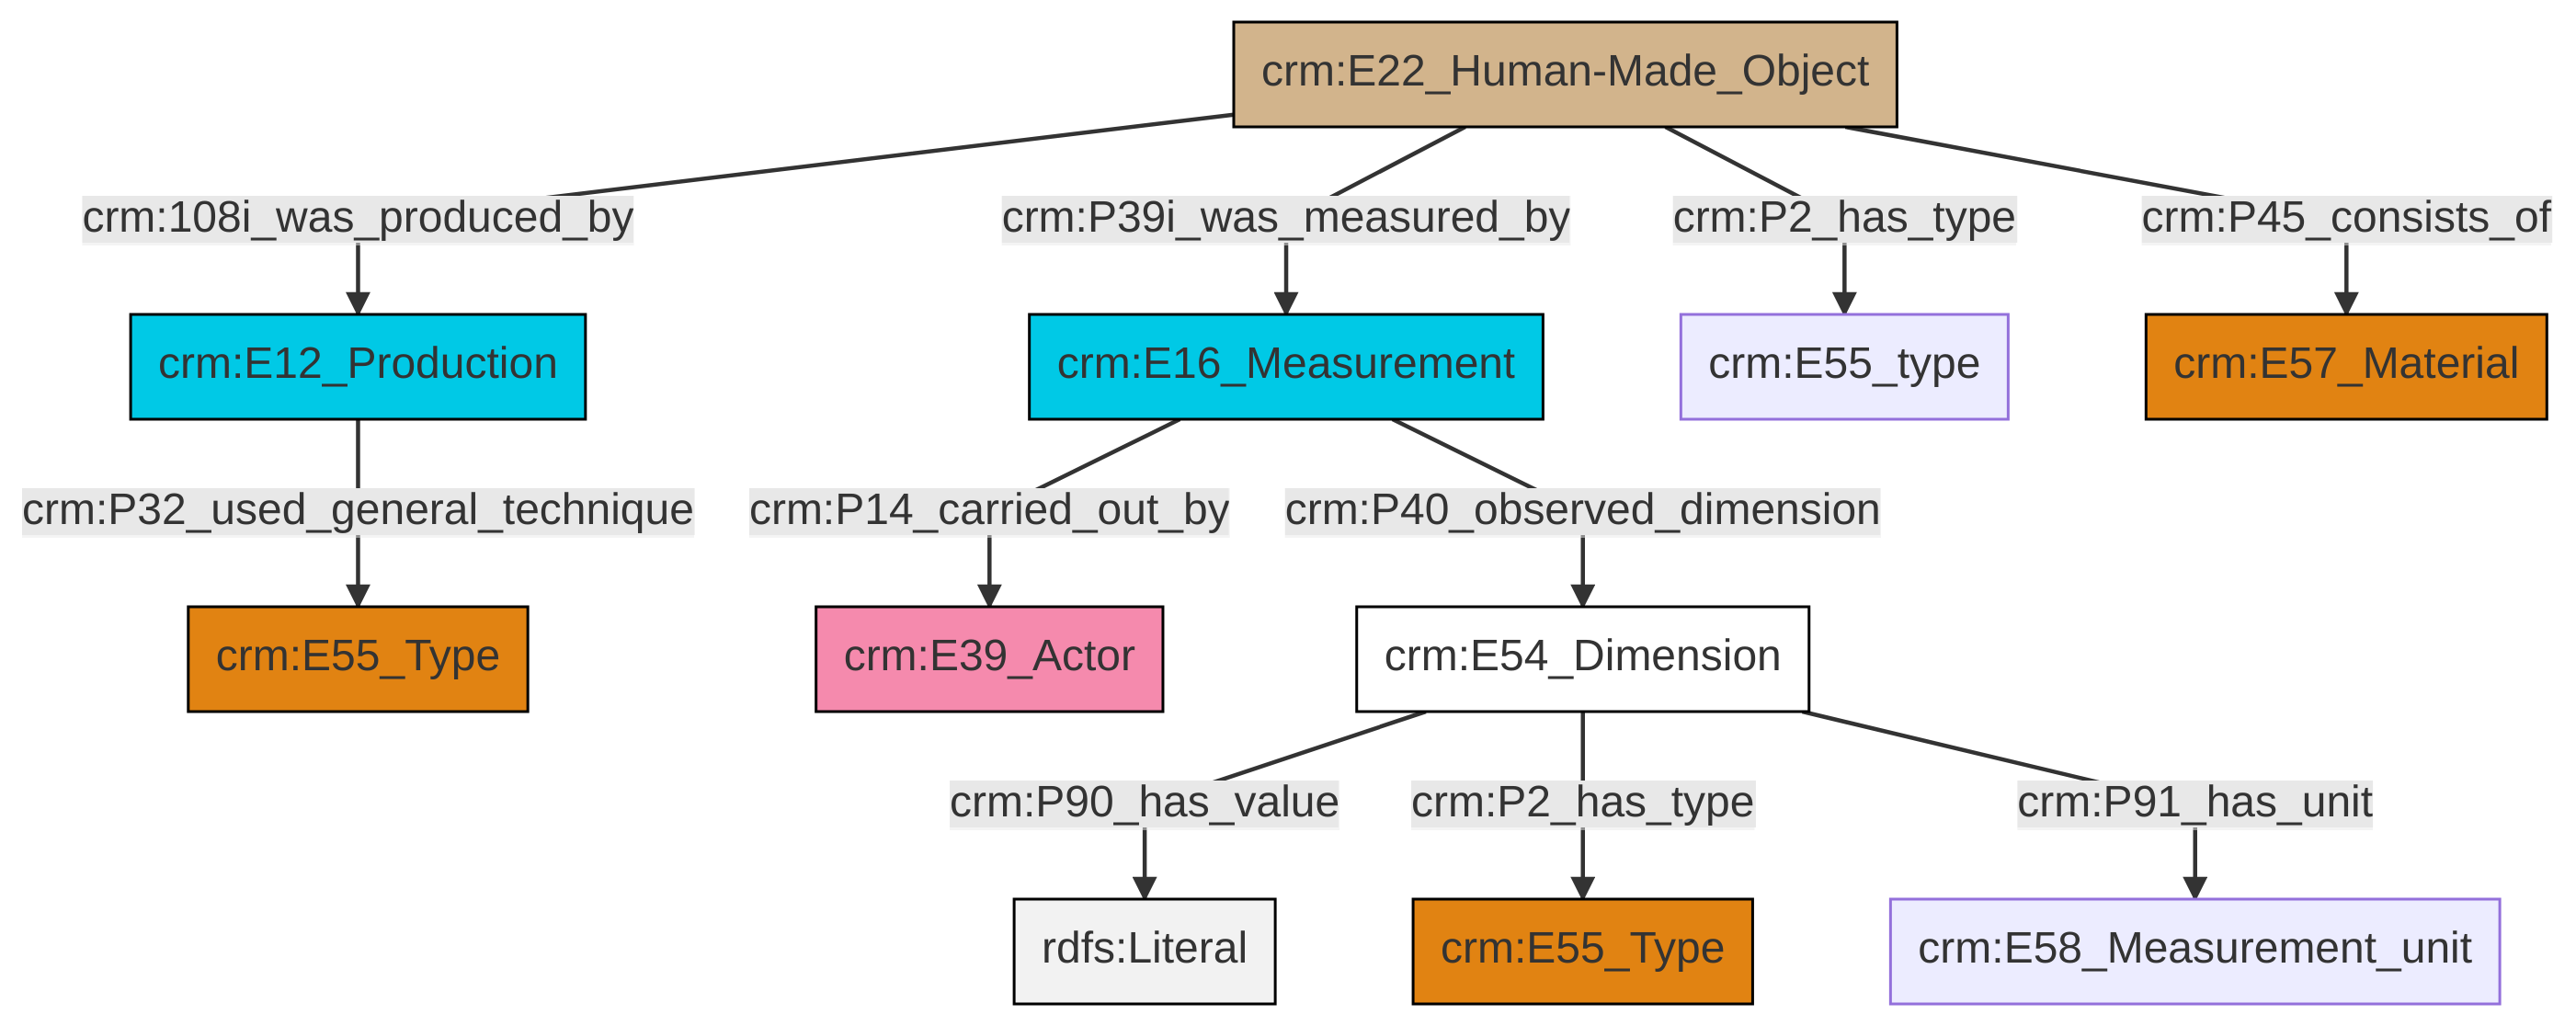 crm:E22_Human-Made_Object
crm:108i_was_produced_by
crm:P39i_was_measured_by
crm:P2_has_type
crm:P45_consists_of
crm:E12_Production
crm:E16_Measurement
crm:E55_type
crm:E57_Material
crm:P32_used_general_technique
crm:P14_carried_out_by
crm:P40_observed_dimension
crm:E55_Type
crm:E39_Actor
crm:E54_Dimension
crm:P90_has_value
crm:P2_has_type
crm:P91_has_unit
rdfs:Literal
crm:E55_Type
crm:E58_Measurement_unit